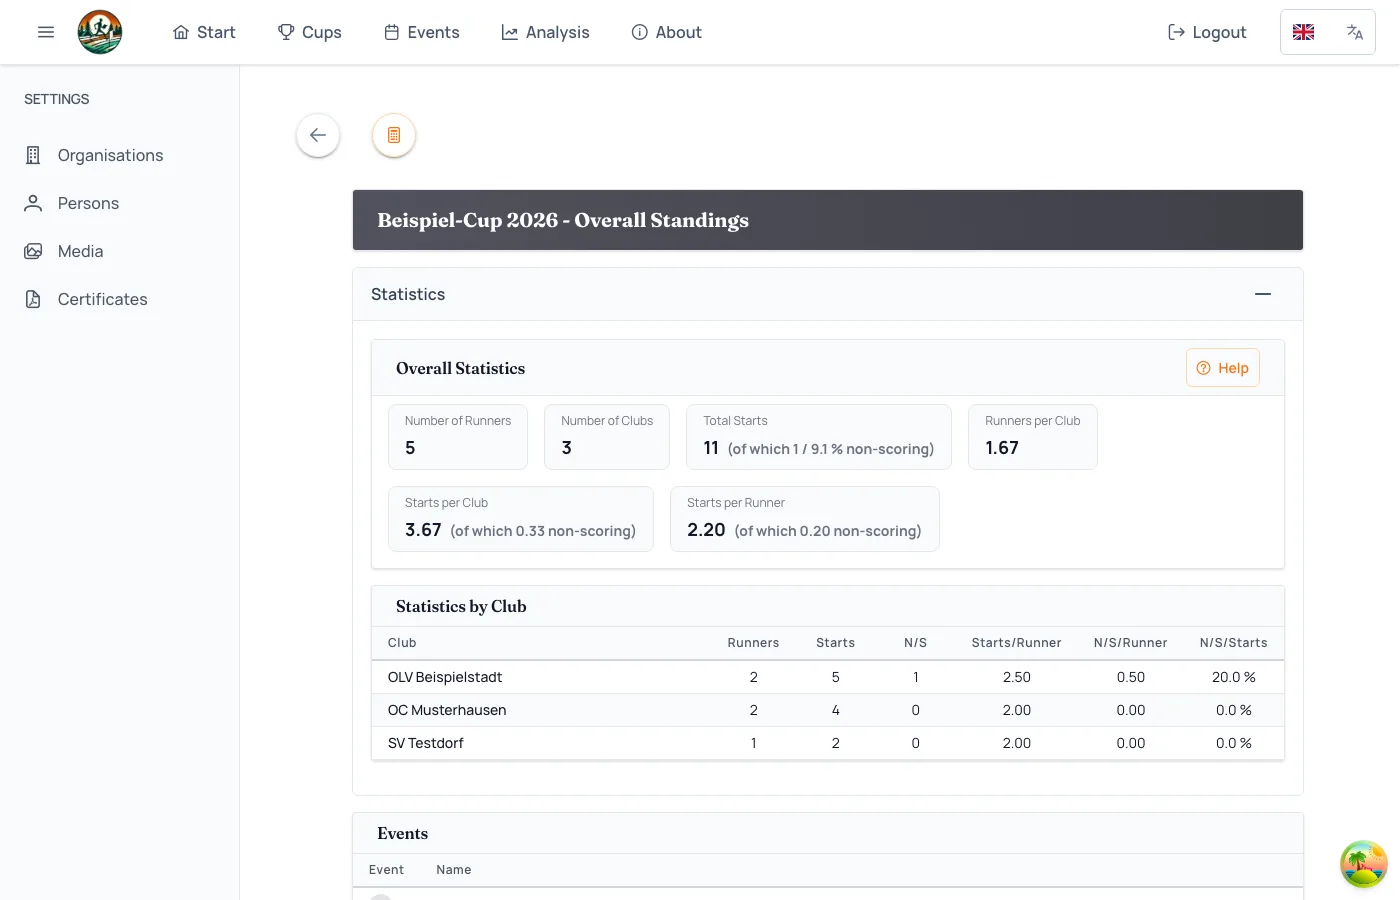 Start
Cups
Events
Analysis
About
Logout
SETTINGS
Organisations
Persons
Media
Certificates
Beispiel-Cup 2026 - Overall Standings
Statistics
Overall Statistics
Help
Number of Runners
5
Number of Clubs
3
Total Starts
11 (of which 1 / 9.1 % non-scoring)
Runners per Club
1.67
Starts per Club
3.67 (of which 0.33 non-scoring)
Starts per Runner
2.20 (of which 0.20 non-scoring)
Statistics by Club
Club Runners Starts N/S Starts/Runner N/S/Runner N/S/Starts
OLV Beispielstadt 2 5 1 2.50 0.50 20.0 %
OC Musterhausen 2 4 0 2.00 0.00 0.0 %
SV Testdorf 1 2 0 2.00 0.00 0.0 %
Events
Event Name